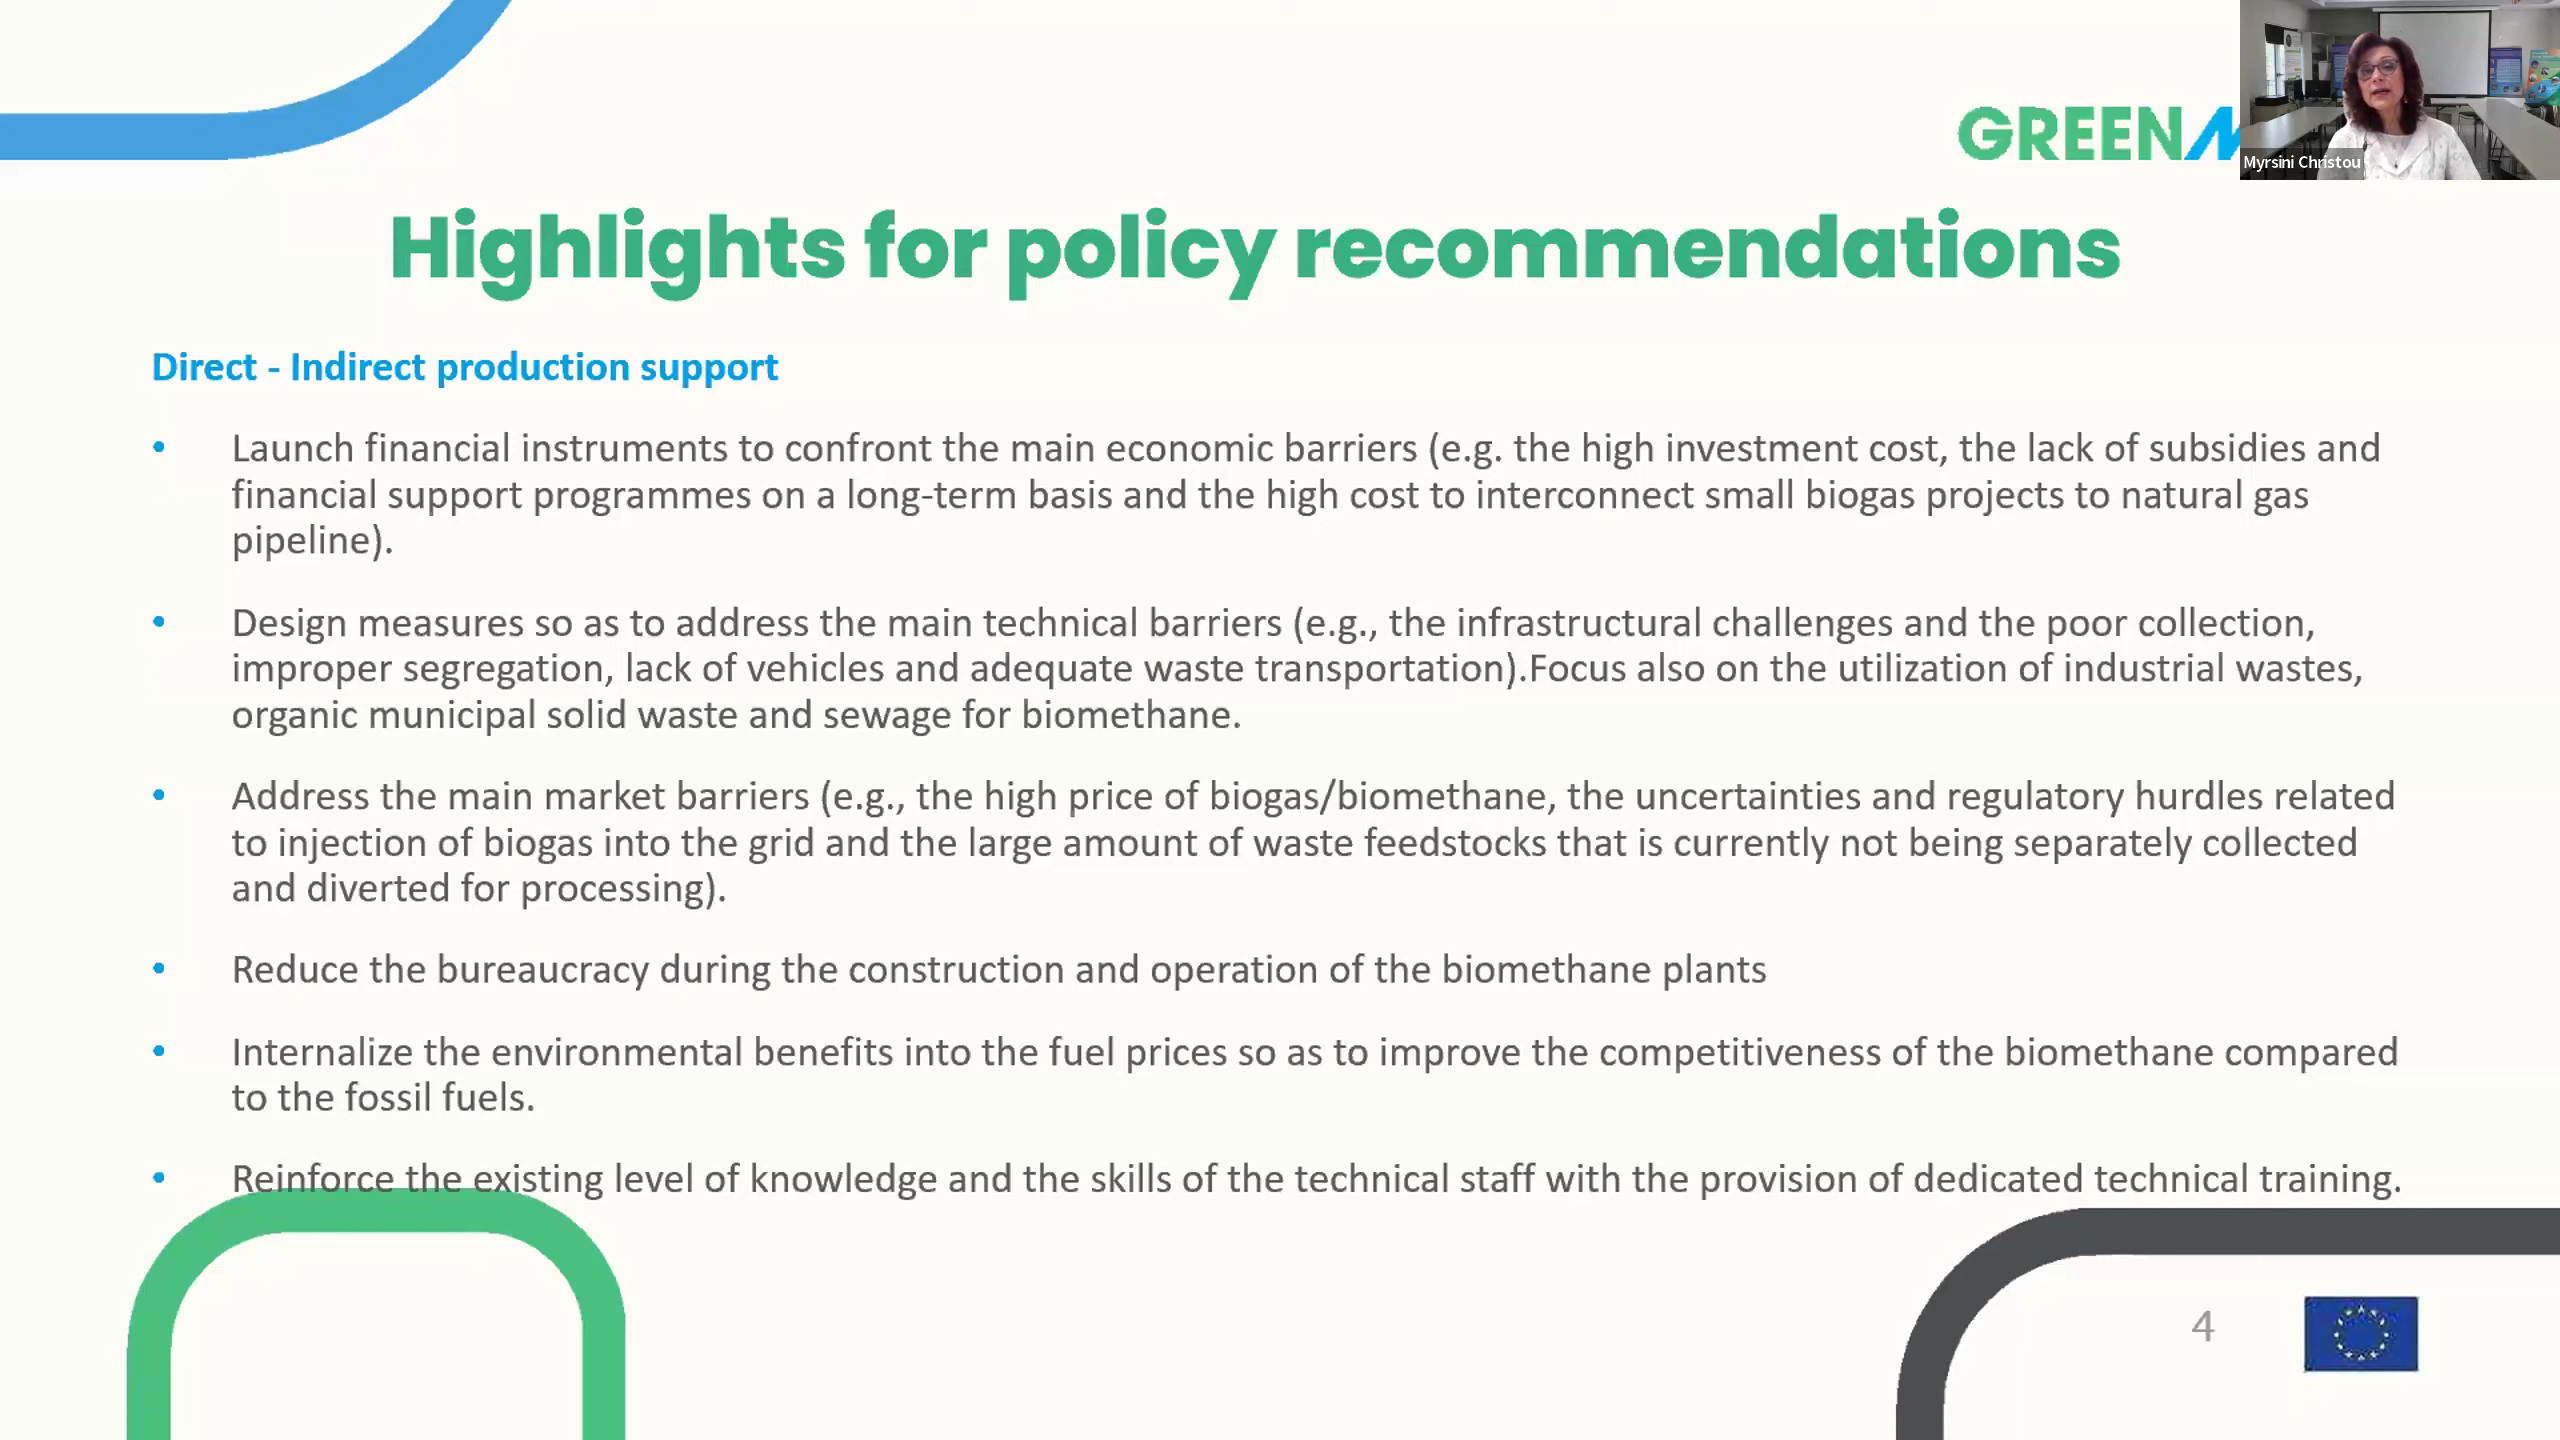 GREEN
Myrsini Christou
Highlights for policy recommendations
Direct - Indirect production support
• Launch financial instruments to confront the main economic barriers (e.g. the high investment cost, the lack of subsidies and
financial support programmes on a long-term basis and the high cost to interconnect small biogas projects to natural gas
pipeline).
• Design measures so as to address the main technical barriers (e.g., the infrastructural challenges and the poor collection,
improper segregation, lack of vehicles and adequate waste transportation).Focus also on the utilization of industrial wastes,
organic municipal solid waste and sewage for biomethane.
• Address the main market barriers (e.g., the high price of biogas/biomethane, the uncertainties and regulatory hurdles related
to injection of biogas into the grid and the large amount of waste feedstocks that is currently not being separately collected
and diverted for processing).
• Reduce the bureaucracy during the construction and operation of the biomethane plants
• Internalize the environmental benefits into the fuel prices so as to improve the competitiveness of the biomethane compared
to the fossil fuels.
• Reinforce the existing level of knowledge and the skills of the technical staff with the provision of dedicated technical training.
4